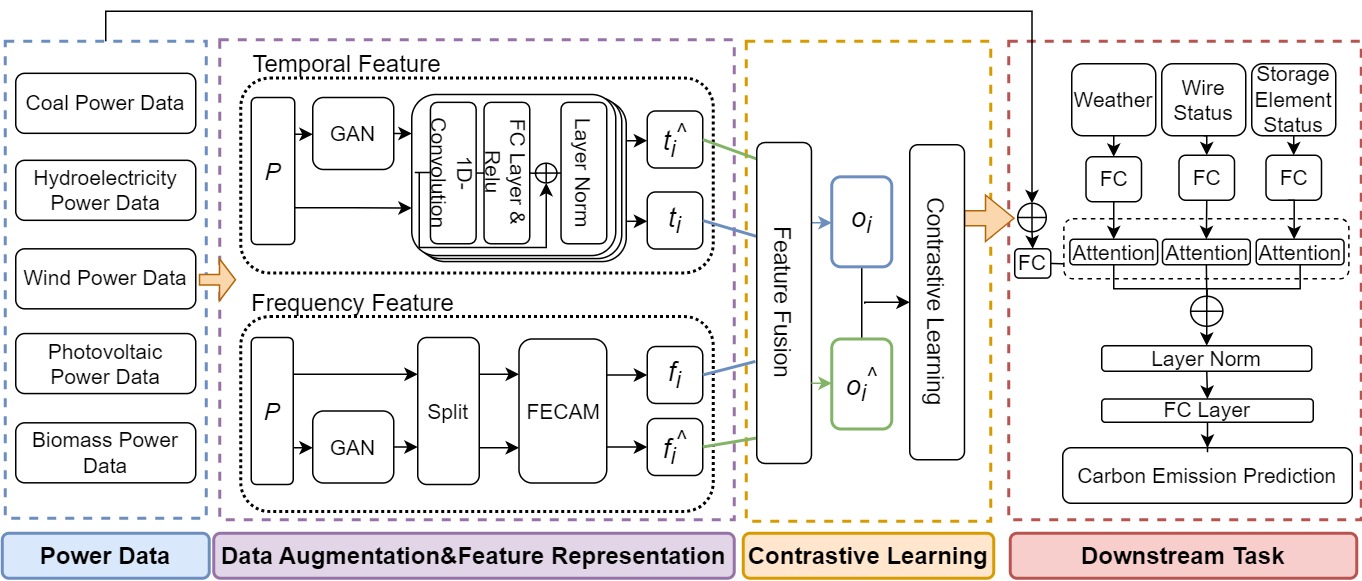 Coal Power Data
Hydroelectricity
Power Data
Wind Power Data
Photovoltaic
Power Data
Biomass Power
Data
Power Data
Temporal Feature
P
GAN
1D-
Convolution
FC Layer &
Relu
Layer Norm
t_i^
t_i
Frequency Feature
P
GAN
Split
FECAM
f_i
f_i^
Data Augmentation&Feature Representation
Feature Fusion
o_i
o_i^
Contrastive Learning
Contrastive Learning
Weather
Wire
Status
Storage
Element
Status
FC
FC
FC
FC
Attention
Attention
Attention
Layer Norm
FC Layer
Carbon Emission Prediction
Downstream Task